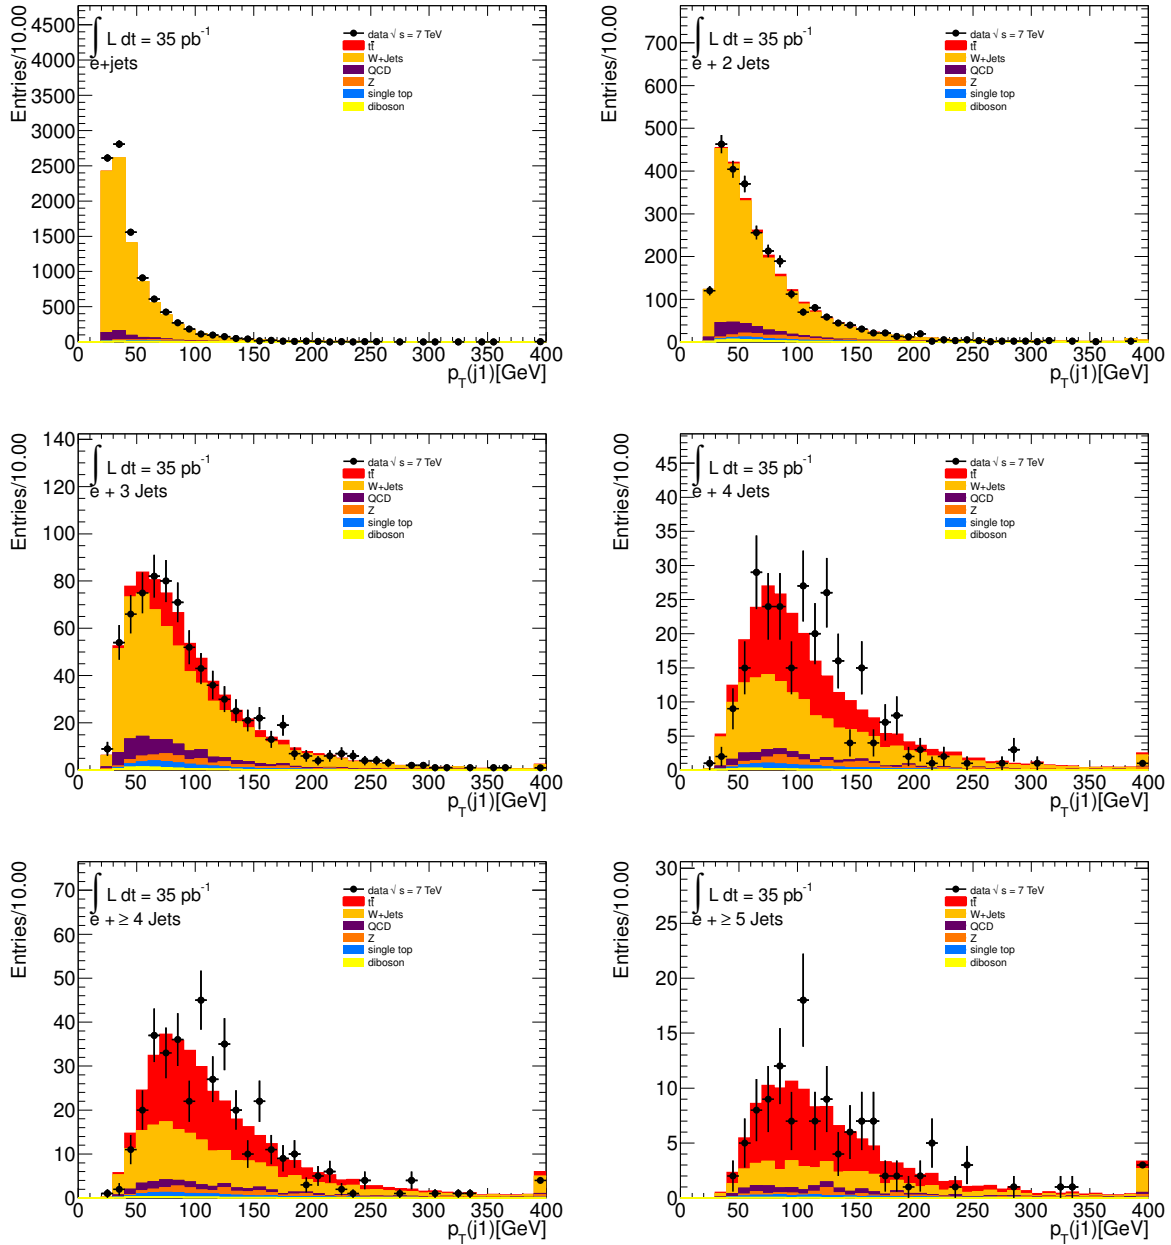 Entries/10.00
4500
4000
3500
3000
2500
2000
1500
1000
500
0
∫ L dt = 35 pb⁻¹
e+jets
data √ s = 7 TeV
tt̄
W+Jets
QCD
Z
single top
diboson
0 50 100 150 200 250 300 350 400
p_T(j1)[GeV]
Entries/10.00
700
600
500
400
300
200
100
0
∫ L dt = 35 pb⁻¹
e + 2 Jets
data √ s = 7 TeV
tt̄
W+Jets
QCD
Z
single top
diboson
0 50 100 150 200 250 300 350 400
p_T(j1)[GeV]
Entries/10.00
140
120
100
80
60
40
20
0
∫ L dt = 35 pb⁻¹
e + 3 Jets
data √ s = 7 TeV
tt̄
W+Jets
QCD
Z
single top
diboson
0 50 100 150 200 250 300 350 400
p_T(j1)[GeV]
Entries/10.00
45
40
35
30
25
20
15
10
5
0
∫ L dt = 35 pb⁻¹
e + 4 Jets
data √ s = 7 TeV
tt̄
W+Jets
QCD
Z
single top
diboson
0 50 100 150 200 250 300 350 400
p_T(j1)[GeV]
Entries/10.00
70
60
50
40
30
20
10
0
∫ L dt = 35 pb⁻¹
e + ≥ 4 Jets
data √ s = 7 TeV
tt̄
W+Jets
QCD
Z
single top
diboson
0 50 100 150 200 250 300 350 400
p_T(j1)[GeV]
Entries/10.00
30
25
20
15
10
5
0
∫ L dt = 35 pb⁻¹
e + ≥ 5 Jets
data √ s = 7 TeV
tt̄
W+Jets
QCD
Z
single top
diboson
0 50 100 150 200 250 300 350 400
p_T(j1)[GeV]